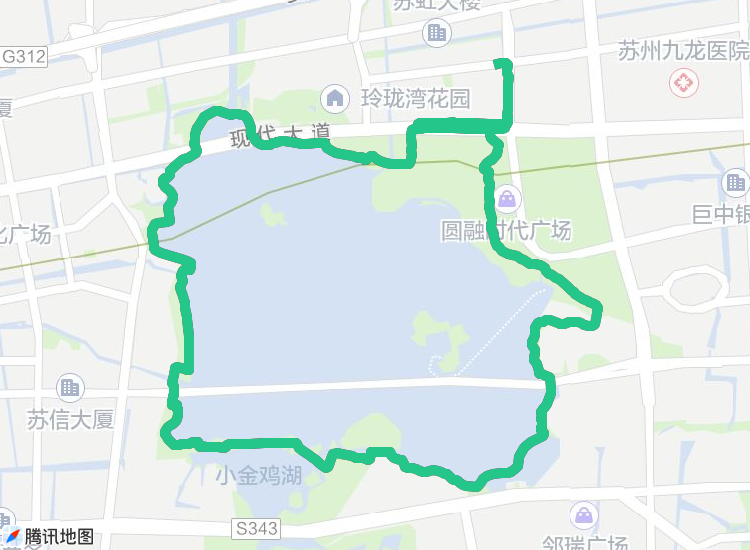 苏虹大楼
G312
苏州九龙医院
玲珑湾花园
现代大道
巨中银
圆融时代广场
广场
苏信大厦
小金鸡湖
S343
邻瑞广场
腾讯地图